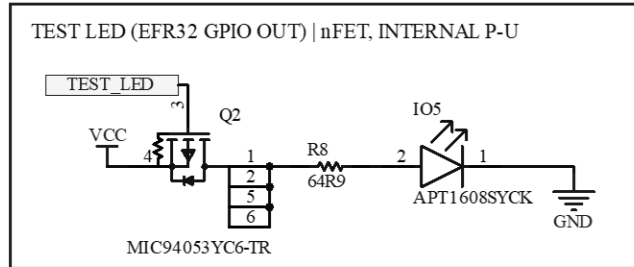 TEST LED (EFR32 GPIO OUT) | nFET, INTERNAL P-U
TEST_LED
3
Q2
IO5
VCC
4
1
R8
2
1
2
64R9
5
APT1608SYCK
6
GND
MIC94053YC6-TR